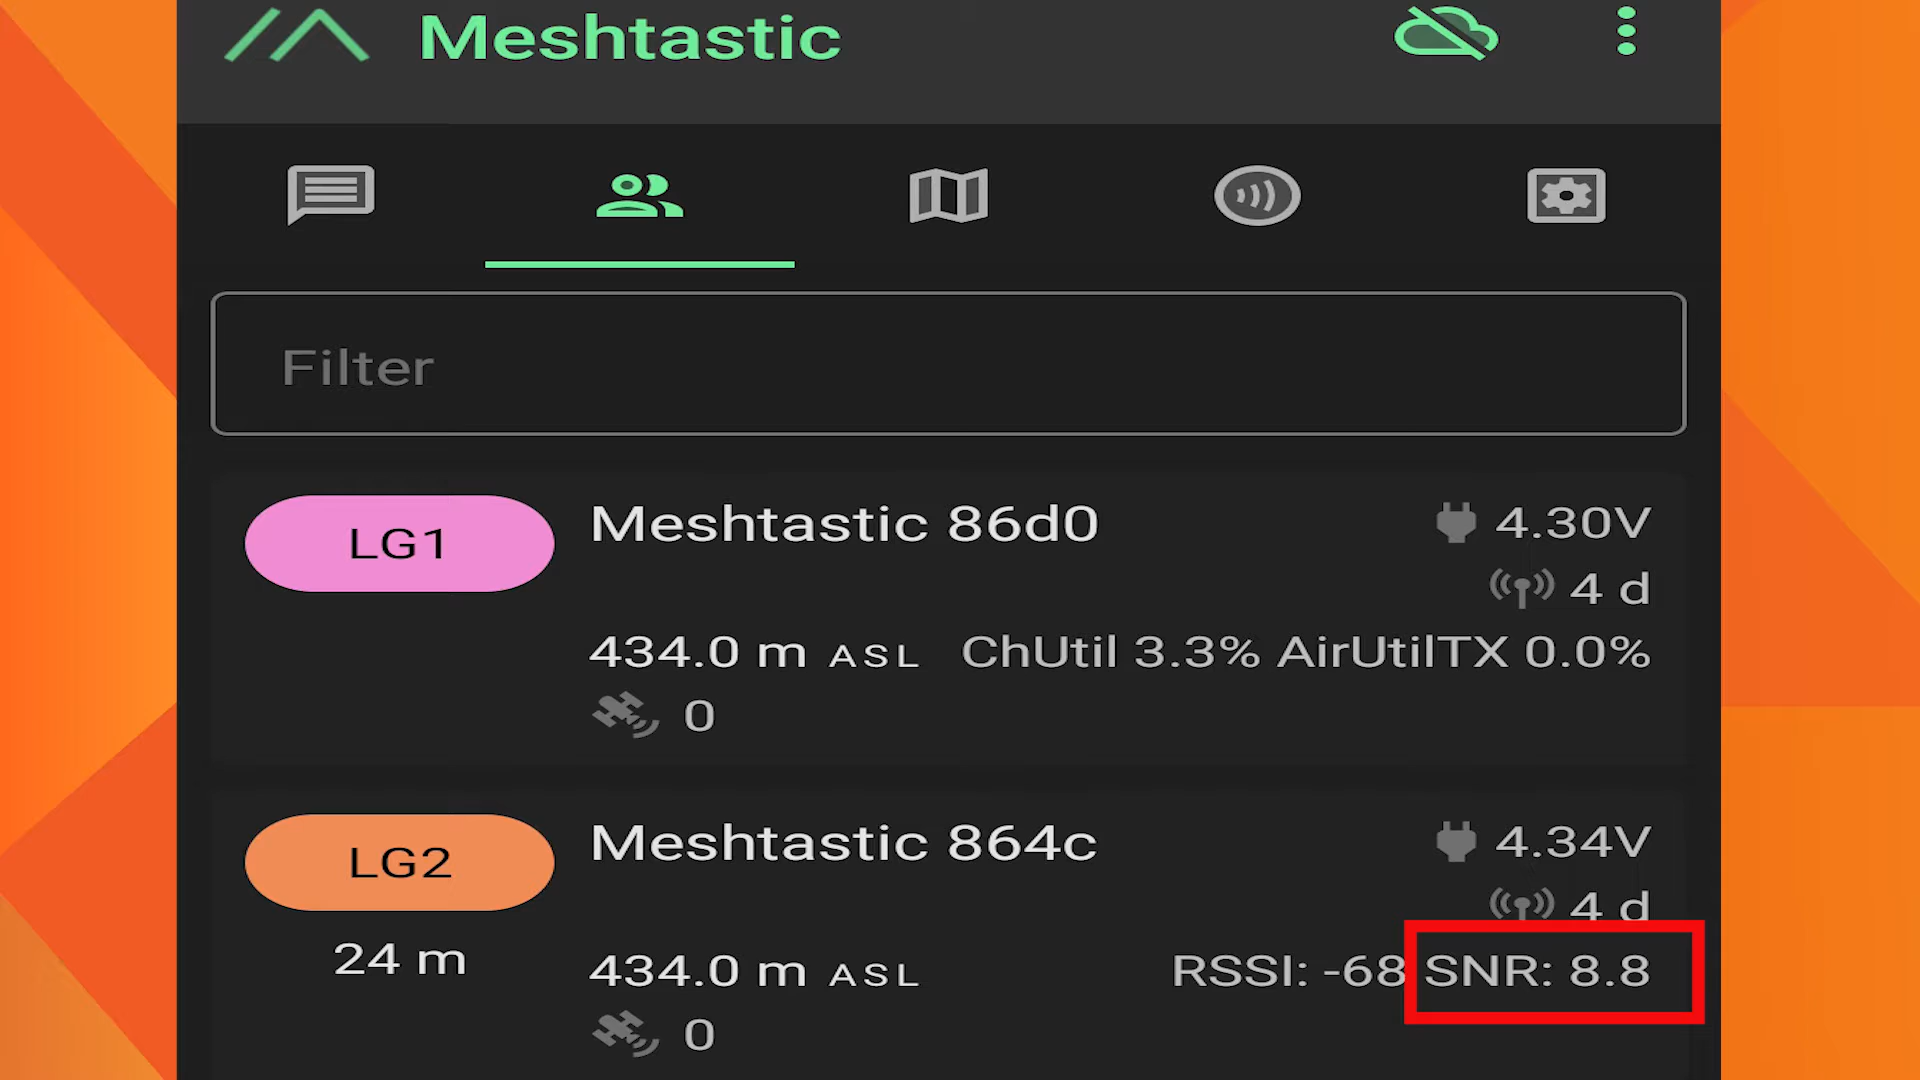 Meshtastic
Filter
LG1
Meshtastic 86d0
4.30V
4 d
434.0 m ASL
ChUtil 3.3% AirUtilTX 0.0%
0
LG2
Meshtastic 864c
4.34V
4 d
24 m
434.0 m ASL
RSSI: -68 SNR: 8.8
0